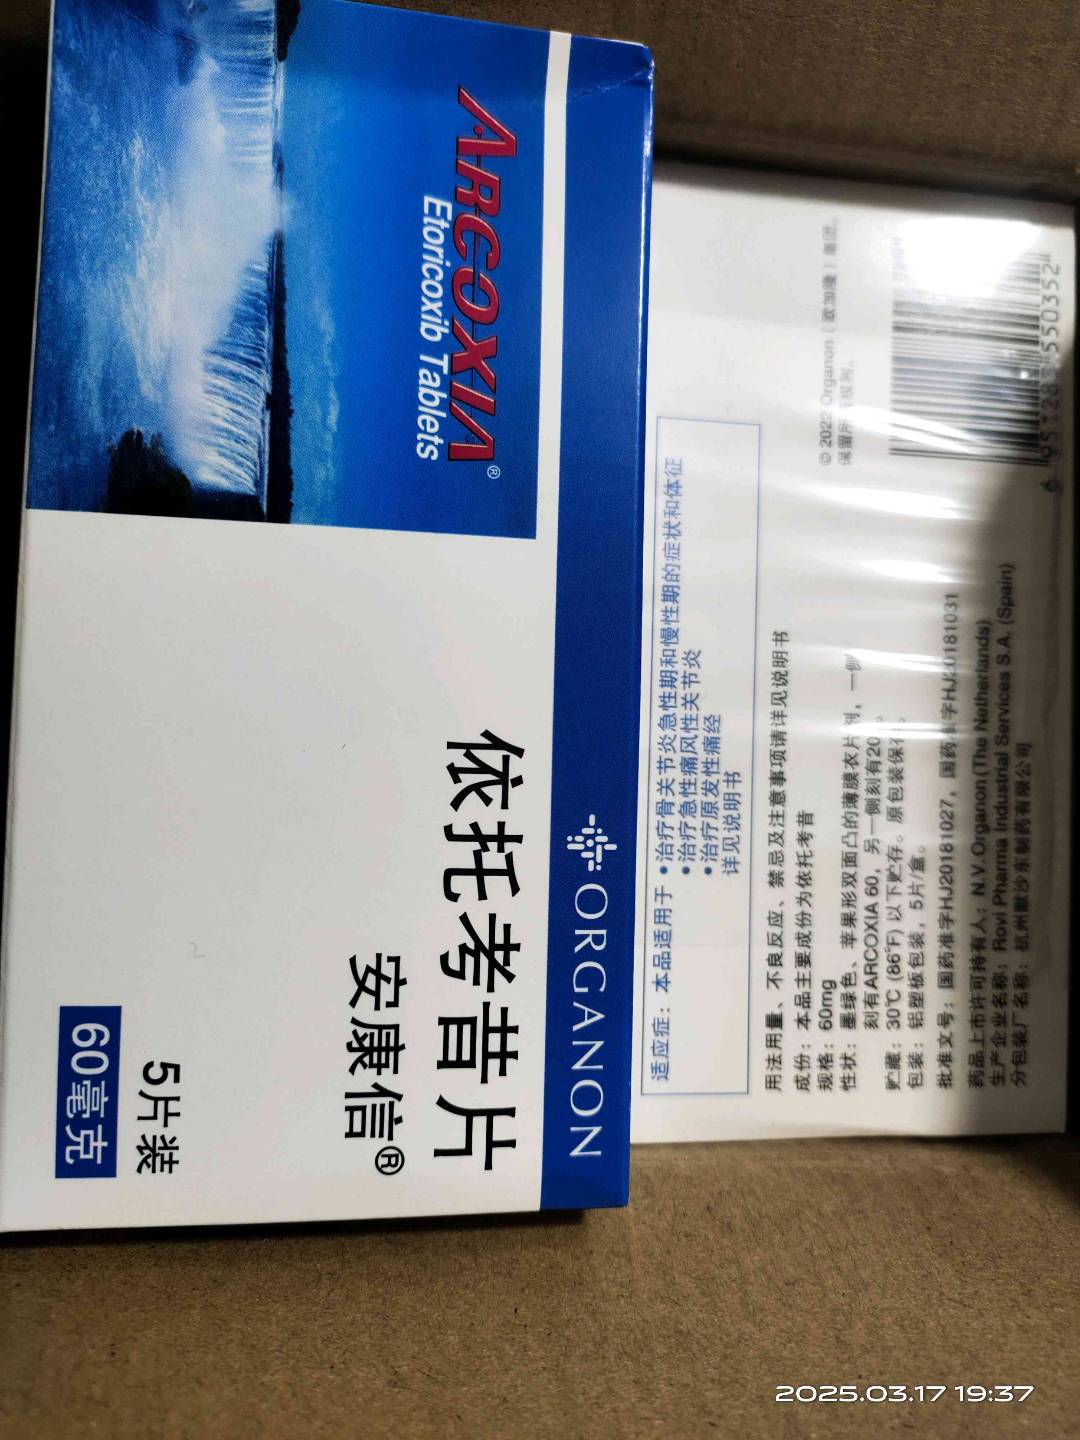 ARCOXIA®
Etoricoxib Tablets
依托考昔片
安康信®
5片装
60毫克
ORGANON
适应症：本品适用于
•治疗骨关节炎急性期和慢性期的症状和体征
•治疗急性痛风性关节炎
•治疗原发性痛经
详见说明书
用法用量、不良反应、禁忌及注意事项请详见说明书
成份：本品主要成份为依托考昔
规格：60mg
性状：墨绿色、苹果形双面凸的薄膜衣片剂，一侧
刻有ARCOXIA 60，另一侧刻有20
贮藏：30℃ (86°F) 以下贮存。原包装保存。
包装：铝塑板包装，5片/盒。
批准文号：国药准字HJ20181027，国药准字HJ20181031
药品上市许可持有人：N.V. Organon(The Netherlands)
生产企业名称：Rovi Pharma Industrial Services S.A. (Spain)
分包装厂名称：杭州默沙东制药有限公司
© 2022 Organon（欧加隆）集团。
保留所有权利。
550352
2025.03.17 19:37